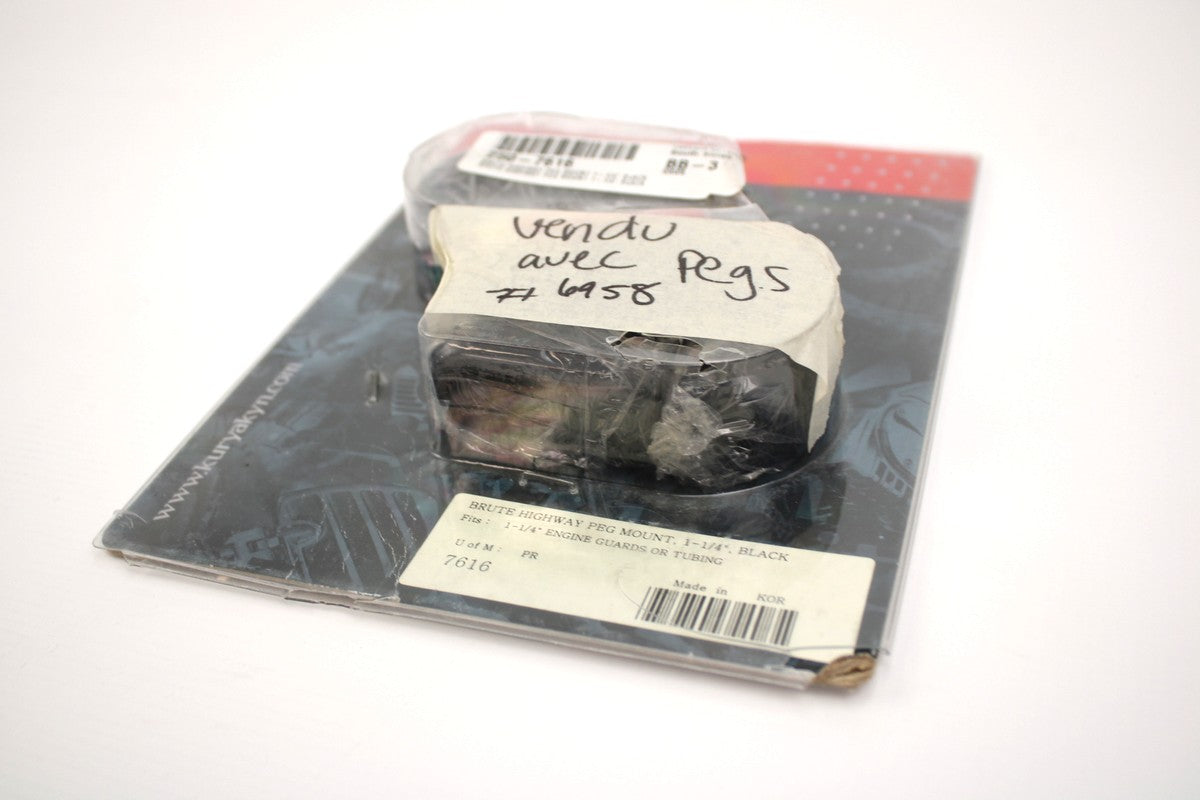 7616
BB-3
vendu
avec pegs
# 6958
www.kuryakyn.com
BRUTE HIGHWAY PEG MOUNT, 1-1/4", BLACK
Fits : 1-1/4" ENGINE GUARDS OR TUBING
U of M : PR
7616
Made in KOR